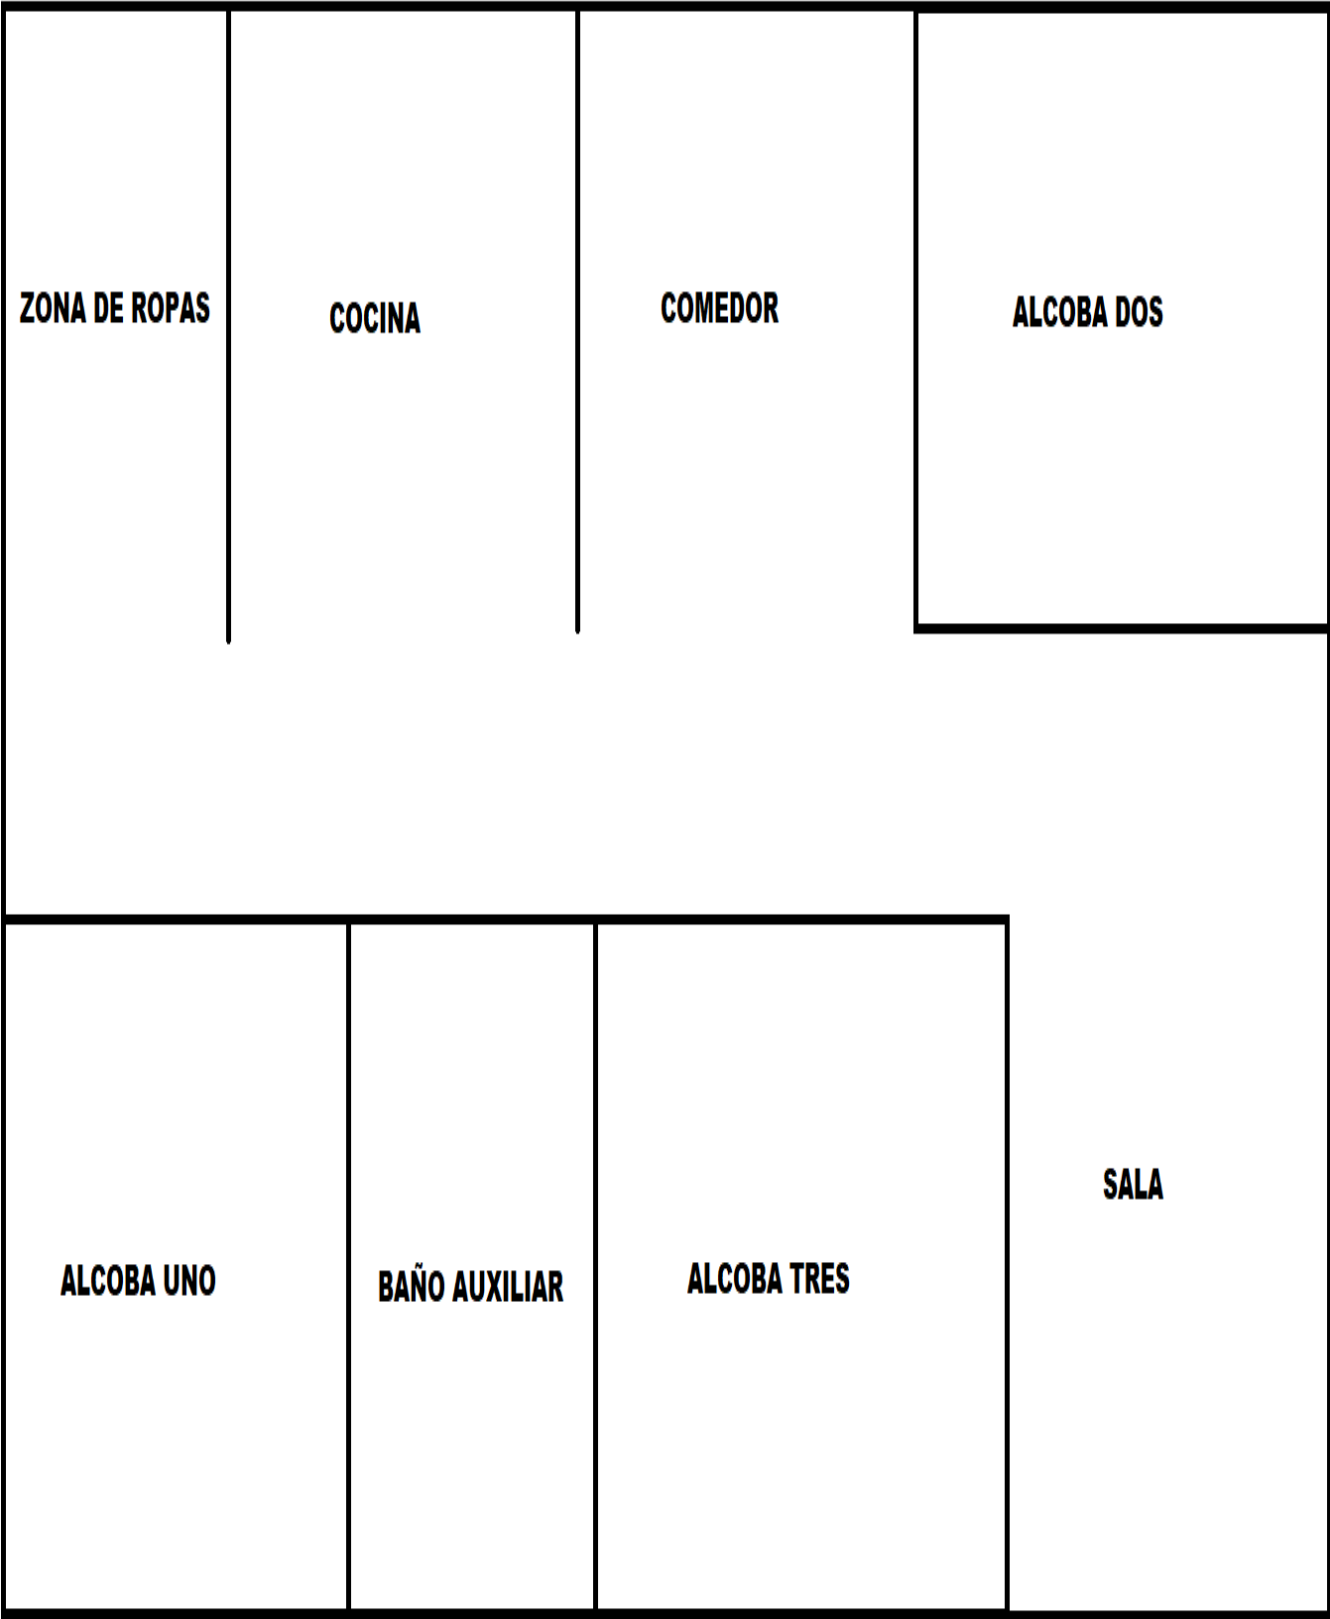 ZONA DE ROPAS
COCINA
COMEDOR
ALCOBA DOS
SALA
ALCOBA UNO
BAÑO AUXILIAR
ALCOBA TRES